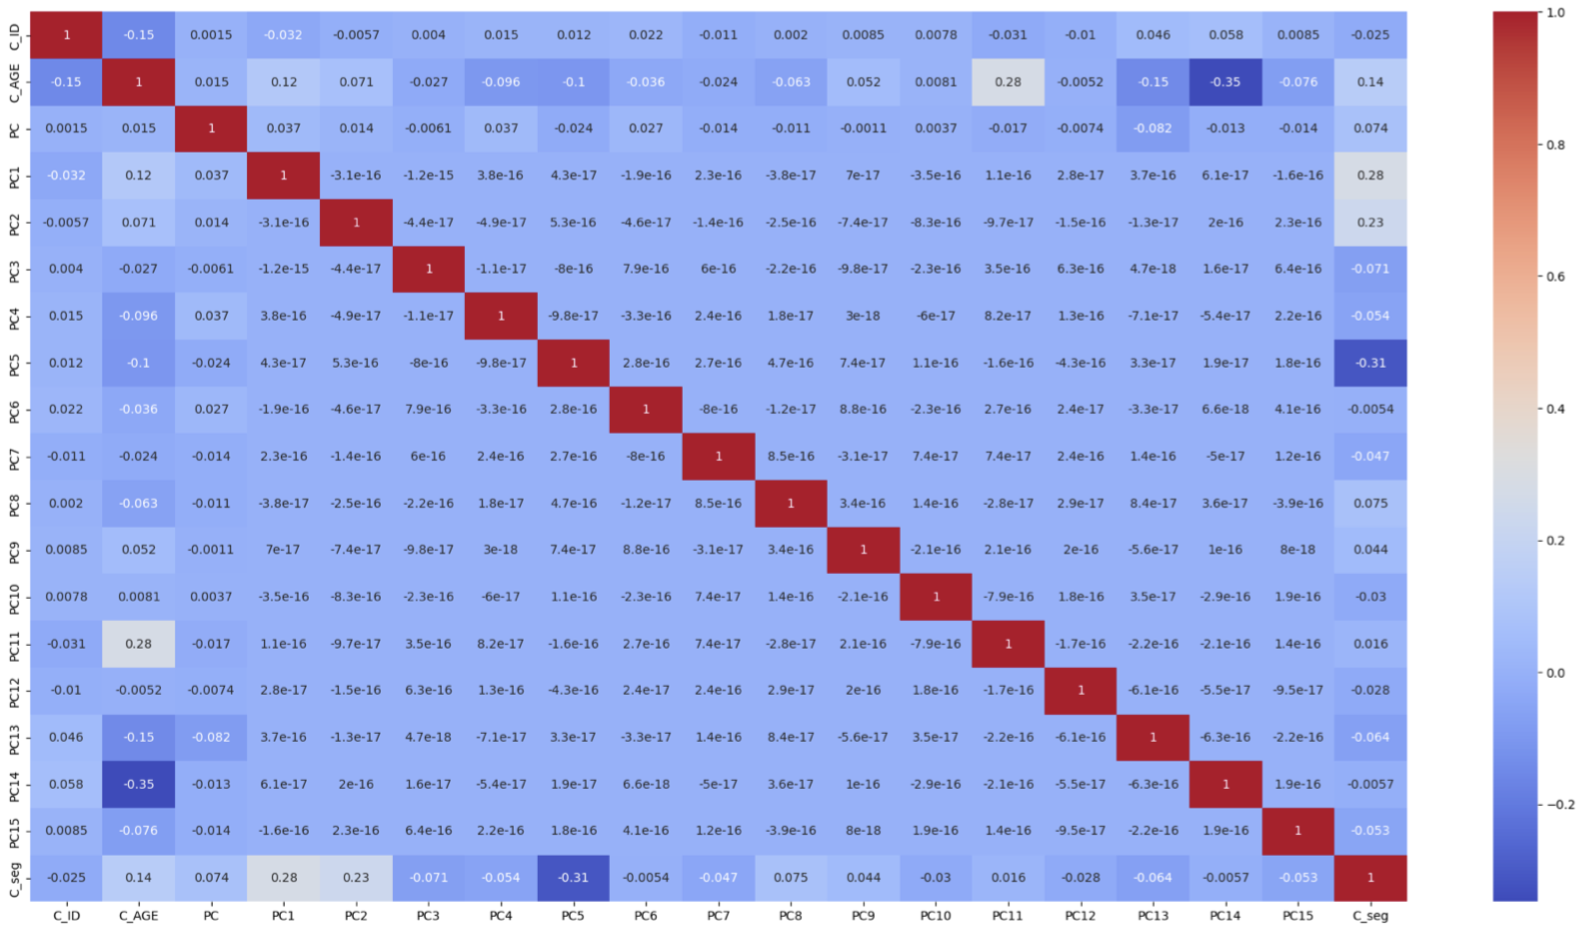 C_ID 1 -0.15 0.0015 -0.032 -0.0057 0.004 0.015 0.012 0.022 -0.011 0.002 0.0085 0.0078 -0.031 -0.01 0.046 0.058 0.0085 -0.025
C_AGE -0.15 1 0.015 0.12 0.071 -0.027 -0.096 -0.1 -0.036 -0.024 -0.063 0.052 0.0081 0.28 -0.0052 -0.15 -0.35 -0.076 0.14
PC 0.0015 0.015 1 0.037 0.014 -0.0061 0.037 -0.024 0.027 -0.014 -0.011 -0.0011 0.0037 -0.017 -0.0074 -0.082 -0.013 -0.014 0.074
PC1 -0.032 0.12 0.037 1 -3.1e-16 -1.2e-15 3.8e-16 4.3e-17 -1.9e-16 2.3e-16 -3.8e-17 7e-17 -3.5e-16 1.1e-16 2.8e-17 3.7e-16 6.1e-17 -1.6e-16 0.28
PC2 -0.0057 0.071 0.014 -3.1e-16 1 -4.4e-17 -4.9e-17 5.3e-16 -4.6e-17 -1.4e-16 -2.5e-16 -7.4e-17 -8.3e-16 -9.7e-17 -1.5e-16 -1.3e-17 2e-16 2.3e-16 0.23
PC3 0.004 -0.027 -0.0061 -1.2e-15 -4.4e-17 1 -1.1e-17 -8e-16 7.9e-16 6e-16 -2.2e-16 -9.8e-17 -2.3e-16 3.5e-16 6.3e-16 4.7e-18 1.6e-17 6.4e-16 -0.071
PC4 0.015 -0.096 0.037 3.8e-16 -4.9e-17 -1.1e-17 1 -9.8e-17 -3.3e-16 2.4e-16 1.8e-17 3e-18 -6e-17 8.2e-17 1.3e-16 -7.1e-17 -5.4e-17 2.2e-16 -0.054
PC5 0.012 -0.1 -0.024 4.3e-17 5.3e-16 -8e-16 -9.8e-17 1 2.8e-16 2.7e-16 4.7e-16 7.4e-17 1.1e-16 -1.6e-16 -4.3e-16 3.3e-17 1.9e-17 1.8e-16 -0.31
PC6 0.022 -0.036 0.027 -1.9e-16 -4.6e-17 7.9e-16 -3.3e-16 2.8e-16 1 -8e-16 -1.2e-17 8.8e-16 -2.3e-16 2.7e-16 2.4e-17 -3.3e-17 6.6e-18 4.1e-16 -0.0054
PC7 -0.011 -0.024 -0.014 2.3e-16 -1.4e-16 6e-16 2.4e-16 2.7e-16 -8e-16 1 8.5e-16 -3.1e-17 7.4e-17 7.4e-17 2.4e-16 1.4e-16 -5e-17 1.2e-16 -0.047
PC8 0.002 -0.063 -0.011 -3.8e-17 -2.5e-16 -2.2e-16 1.8e-17 4.7e-16 -1.2e-17 8.5e-16 1 3.4e-16 1.4e-16 -2.8e-17 2.9e-17 8.4e-17 3.6e-17 -3.9e-16 0.075
PC9 0.0085 0.052 -0.0011 7e-17 -7.4e-17 -9.8e-17 3e-18 7.4e-17 8.8e-16 -3.1e-17 3.4e-16 1 -2.1e-16 2.1e-16 2e-16 -5.6e-17 1e-16 8e-18 0.044
PC10 0.0078 0.0081 0.0037 -3.5e-16 -8.3e-16 -2.3e-16 -6e-17 1.1e-16 -2.3e-16 7.4e-17 1.4e-16 -2.1e-16 1 -7.9e-16 1.8e-16 3.5e-17 -2.9e-16 1.9e-16 -0.03
PC11 -0.031 0.28 -0.017 1.1e-16 -9.7e-17 3.5e-16 8.2e-17 -1.6e-16 2.7e-16 7.4e-17 -2.8e-17 2.1e-16 -7.9e-16 1 -1.7e-16 -2.2e-16 -2.1e-16 1.4e-16 0.016
PC12 -0.01 -0.0052 -0.0074 2.8e-17 -1.5e-16 6.3e-16 1.3e-16 -4.3e-16 2.4e-17 2.4e-16 2.9e-17 2e-16 1.8e-16 -1.7e-16 1 -6.1e-16 -5.5e-17 -9.5e-17 -0.028
PC13 0.046 -0.15 -0.082 3.7e-16 -1.3e-17 4.7e-18 -7.1e-17 3.3e-17 -3.3e-17 1.4e-16 8.4e-17 -5.6e-17 3.5e-17 -2.2e-16 -6.1e-16 1 -6.3e-16 -2.2e-16 -0.064
PC14 0.058 -0.35 -0.013 6.1e-17 2e-16 1.6e-17 -5.4e-17 1.9e-17 6.6e-18 -5e-17 3.6e-17 1e-16 -2.9e-16 -2.1e-16 -5.5e-17 -6.3e-16 1 1.9e-16 -0.0057
PC15 0.0085 -0.076 -0.014 -1.6e-16 2.3e-16 6.4e-16 2.2e-16 1.8e-16 4.1e-16 1.2e-16 -3.9e-16 8e-18 1.9e-16 1.4e-16 -9.5e-17 -2.2e-16 1.9e-16 1 -0.053
C_seg -0.025 0.14 0.074 0.28 0.23 -0.071 -0.054 -0.31 -0.0054 -0.047 0.075 0.044 -0.03 0.016 -0.028 -0.064 -0.0057 -0.053 1
C_ID C_AGE PC PC1 PC2 PC3 PC4 PC5 PC6 PC7 PC8 PC9 PC10 PC11 PC12 PC13 PC14 PC15 C_seg
1.0
0.8
0.6
0.4
0.2
0.0
−0.2